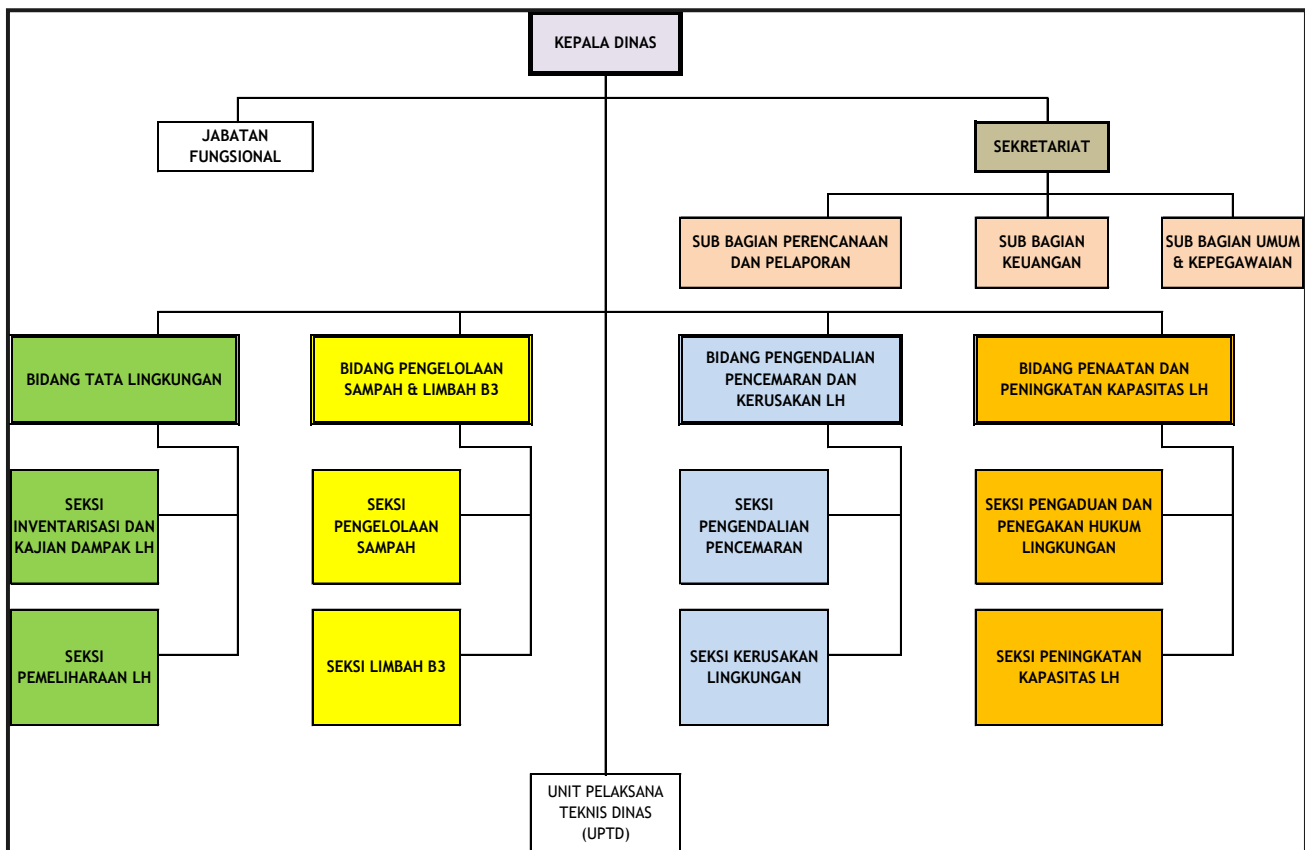 KEPALA DINAS
JABATAN
FUNGSIONAL
SEKRETARIAT
SUB BAGIAN PERENCANAAN
DAN PELAPORAN
SUB BAGIAN
KEUANGAN
SUB BAGIAN UMUM
& KEPEGAWAIAN
BIDANG TATA LINGKUNGAN
BIDANG PENGELOLAAN
SAMPAH & LIMBAH B3
BIDANG PENGENDALIAN
PENCEMARAN DAN
KERUSAKAN LH
BIDANG PENAATAN DAN
PENINGKATAN KAPASITAS LH
SEKSI
INVENTARISASI DAN
KAJIAN DAMPAK LH
SEKSI
PENGELOLAAN
SAMPAH
SEKSI
PENGENDALIAN
PENCEMARAN
SEKSI PENGADUAN DAN
PENEGAKAN HUKUM
LINGKUNGAN
SEKSI
PEMELIHARAAN LH
SEKSI LIMBAH B3
SEKSI KERUSAKAN
LINGKUNGAN
SEKSI PENINGKATAN
KAPASITAS LH
UNIT PELAKSANA
TEKNIS DINAS
(UPTD)